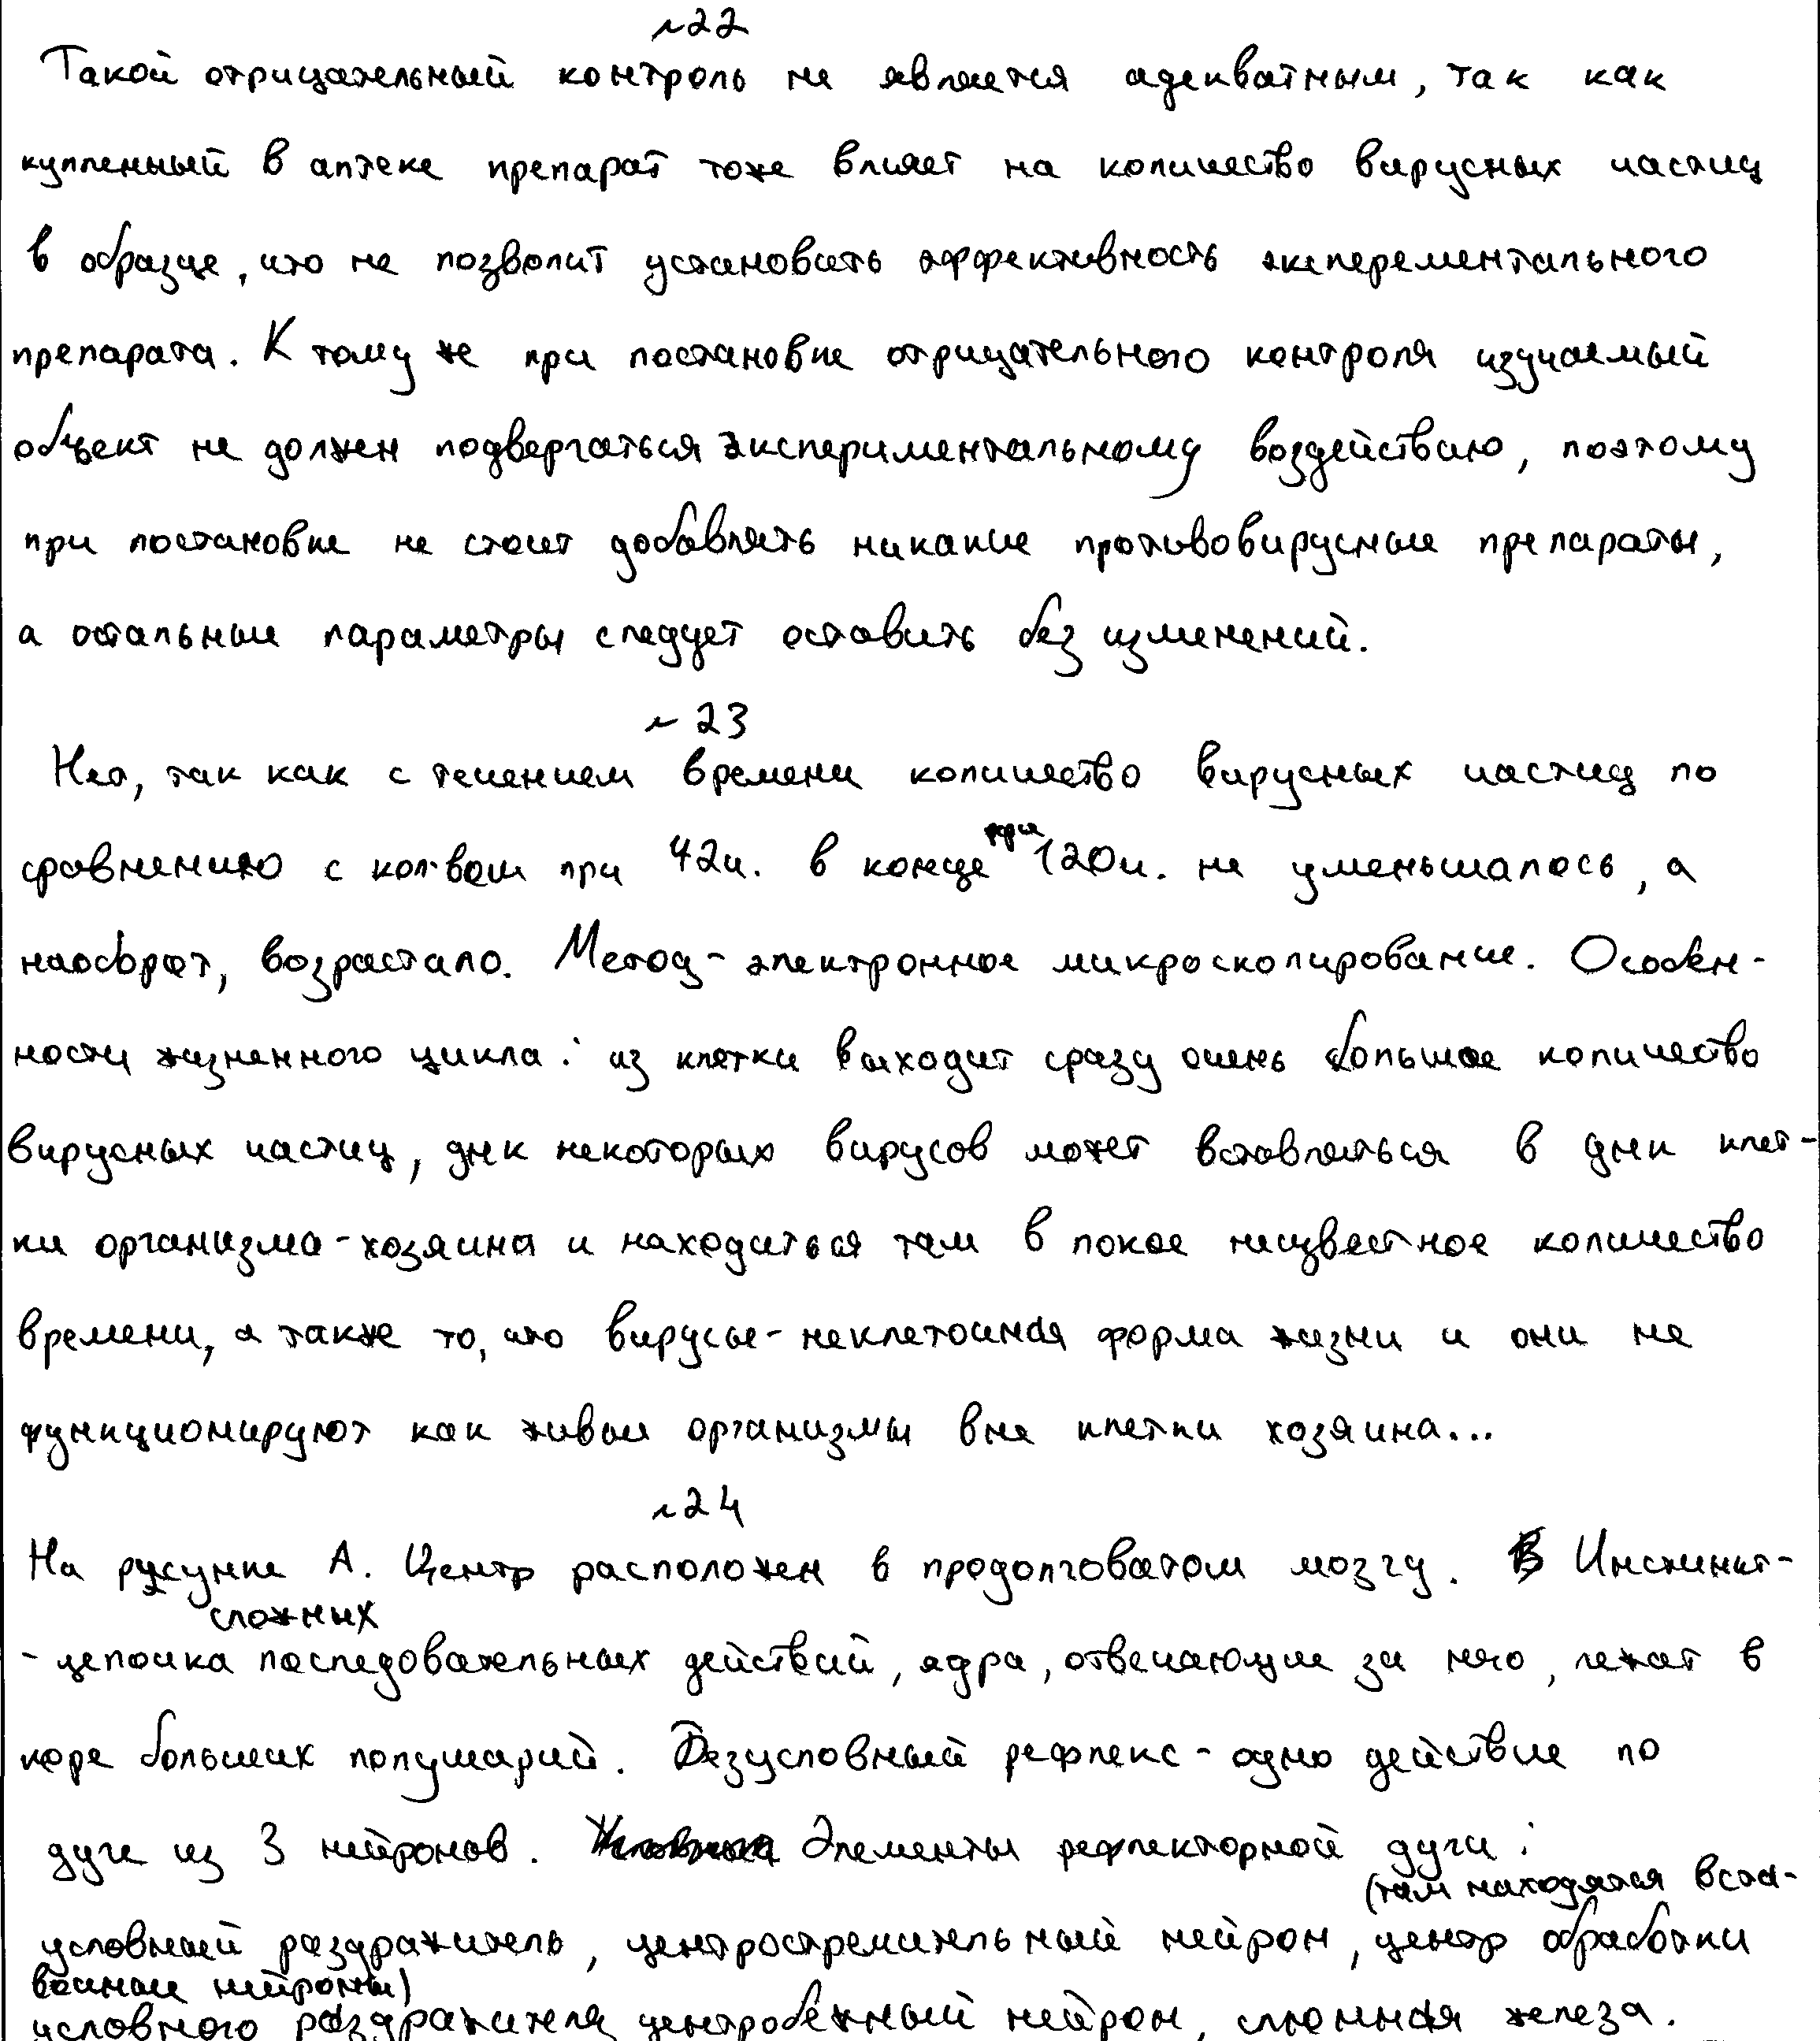 №22
Такой отрицательный контроль не является адекватным, так как
купленный в аптеке препарат тоже влияет на количество вирусных частиц
в образце, что не позволит установить эффективность эксперементального
препарата. К тому же при постановке отрицательного контроля изучаемый
объект не должен подвергаться экспериментальному воздействию, поэтому
при постановке не стоит добавлять никакие противовирусные препараты,
а остальные параметры следует оставить без изменений.
№23
Нет, так как с течением времени количество вирусных частиц по
сравнению с кол-вом при 42ч. в конце при 120ч. не уменьшалось, а
наоборот, возрастало. Метод - электронное микроскопирование. Особен-
ности жизненного цикла: из клетки выходит сразу очень большое количество
вирусных частиц, днк некоторых вирусов может вставляться в днк клет-
ки организма-хозяина и находиться там в покое неизвестное количество
времени, а также то, что вирусы - неклеточная форма жизни и они не
функционируют как живые организмы вне клетки хозяина...
№24
На рисунке А. Центр расположен в продолговатом мозгу. Инстинкт-
сложных
- цепочка последовательных действий, ядра, отвечающие за него, лежат в
коре больших полушарий. Безусловный рефлекс - одно действие по
дуге из 3 нейронов. Элементы рефлекторной дуги:
(там находятся вста-
условный раздражитель, центростремительный нейрон, центр обработки
вочные нейроны)
условного раздражителя, центробежный нейрон, слюнная железа.